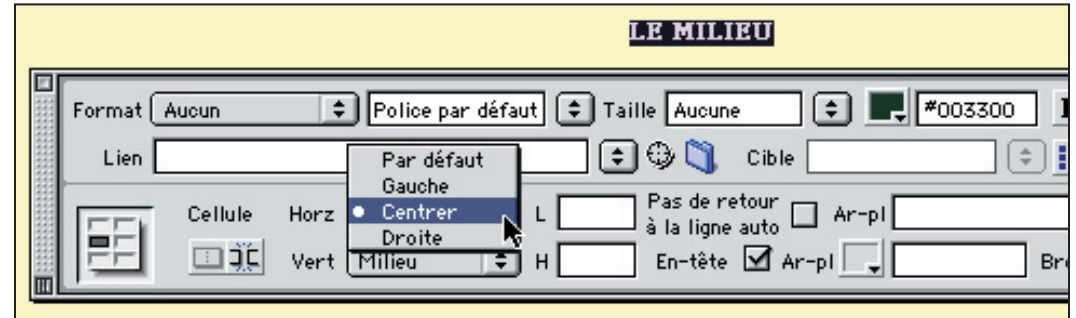 LE MILIEU
Format Aucun Police par défaut Taille Aucune #003300
Lien Cible
Par défaut
Gauche
Centrer
Droite
Cellule Horz L Pas de retour à la ligne auto Ar-pl
Vert Milieu H En-tête Ar-pl